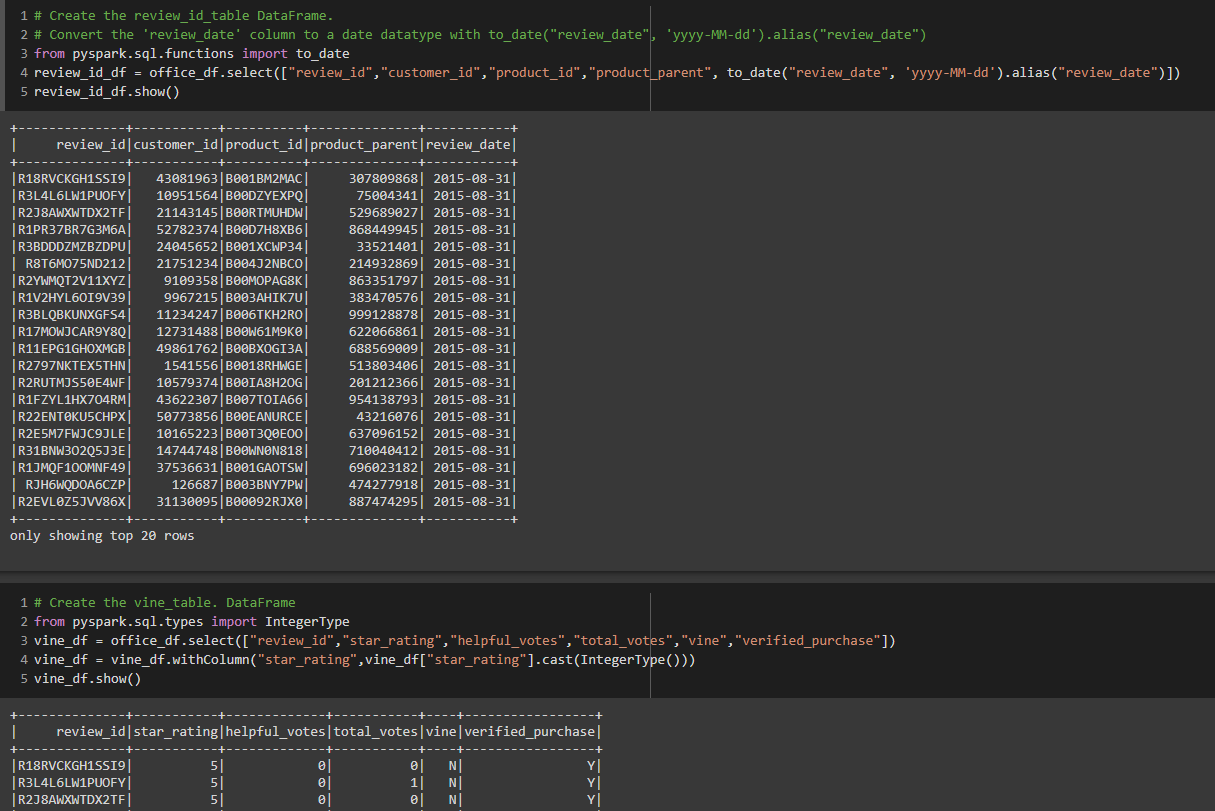 1 # Create the review_id_table DataFrame.
2 # Convert the 'review_date' column to a date datatype with to_date("review_date", 'yyyy-MM-dd').alias("review_date")
3 from pyspark.sql.functions import to_date
4 review_id_df = office_df.select(["review_id","customer_id","product_id","product_parent", to_date("review_date", 'yyyy-MM-dd').alias("review_date")])
5 review_id_df.show()
+--------------+-----------+----------+--------------+-----------+
|     review_id|customer_id|product_id|product_parent|review_date|
+--------------+-----------+----------+--------------+-----------+
|R18RVCKGH1SSI9|   43081963|B001BM2MAC|     307809868| 2015-08-31|
|R3L4L6LW1PUOFY|   10951564|B00DZYEXPQ|      75004341| 2015-08-31|
|R2J8AWXWTDX2TF|   21143145|B00RTMUHDW|     529689027| 2015-08-31|
|R1PR37BR7G3M6A|   52782374|B00D7H8XB6|     868449945| 2015-08-31|
|R3BDDDZMZBZDPU|   24045652|B001XCWP34|      33521401| 2015-08-31|
| R8T6MO75ND212|   21751234|B004J2NBCO|     214932869| 2015-08-31|
|R2YWMQT2V11XYZ|    9109358|B00MOPAG8K|     863351797| 2015-08-31|
|R1V2HYL6OI9V39|    9967215|B003AHIK7U|     383470576| 2015-08-31|
|R3BLQBKUNXGFS4|   11234247|B006TKH2RO|     999128878| 2015-08-31|
|R17MOWJCAR9Y8Q|   12731488|B00W61M9K0|     622066861| 2015-08-31|
|R11EPG1GHOXMGB|   49861762|B00BXOGI3A|     688569009| 2015-08-31|
|R2797NKTEX5THN|    1541556|B0018RHWGE|     513803406| 2015-08-31|
|R2RUTMJS50E4WF|   10579374|B00IA8H2OG|     201212366| 2015-08-31|
|R1FZYL1HX7O4RM|   43622307|B007TOIA66|     954138793| 2015-08-31|
|R22ENT0KU5CHPX|   50773856|B00EANURCE|      43216076| 2015-08-31|
|R2E5M7FWJC9JLE|   10165223|B00T3Q0EOO|     637096152| 2015-08-31|
|R31BNW3O2Q5J3E|   14744748|B00WN0N818|     710040412| 2015-08-31|
|R1JMQF1OOMNF49|   37536631|B001GAOTSW|     696023182| 2015-08-31|
| RJH6WQDOA6CZP|     126687|B003BNY7PW|     474277918| 2015-08-31|
|R2EVL0Z5JVV86X|   31130095|B00092RJX0|     887474295| 2015-08-31|
+--------------+-----------+----------+--------------+-----------+
only showing top 20 rows
1 # Create the vine_table. DataFrame
2 from pyspark.sql.types import IntegerType
3 vine_df = office_df.select(["review_id","star_rating","helpful_votes","total_votes","vine","verified_purchase"])
4 vine_df = vine_df.withColumn("star_rating",vine_df["star_rating"].cast(IntegerType()))
5 vine_df.show()
+--------------+-----------+-------------+-----------+----+-----------------+
|     review_id|star_rating|helpful_votes|total_votes|vine|verified_purchase|
+--------------+-----------+-------------+-----------+----+-----------------+
|R18RVCKGH1SSI9|          5|            0|          0|   N|                Y|
|R3L4L6LW1PUOFY|          5|            0|          1|   N|                Y|
|R2J8AWXWTDX2TF|          5|            0|          0|   N|                Y|